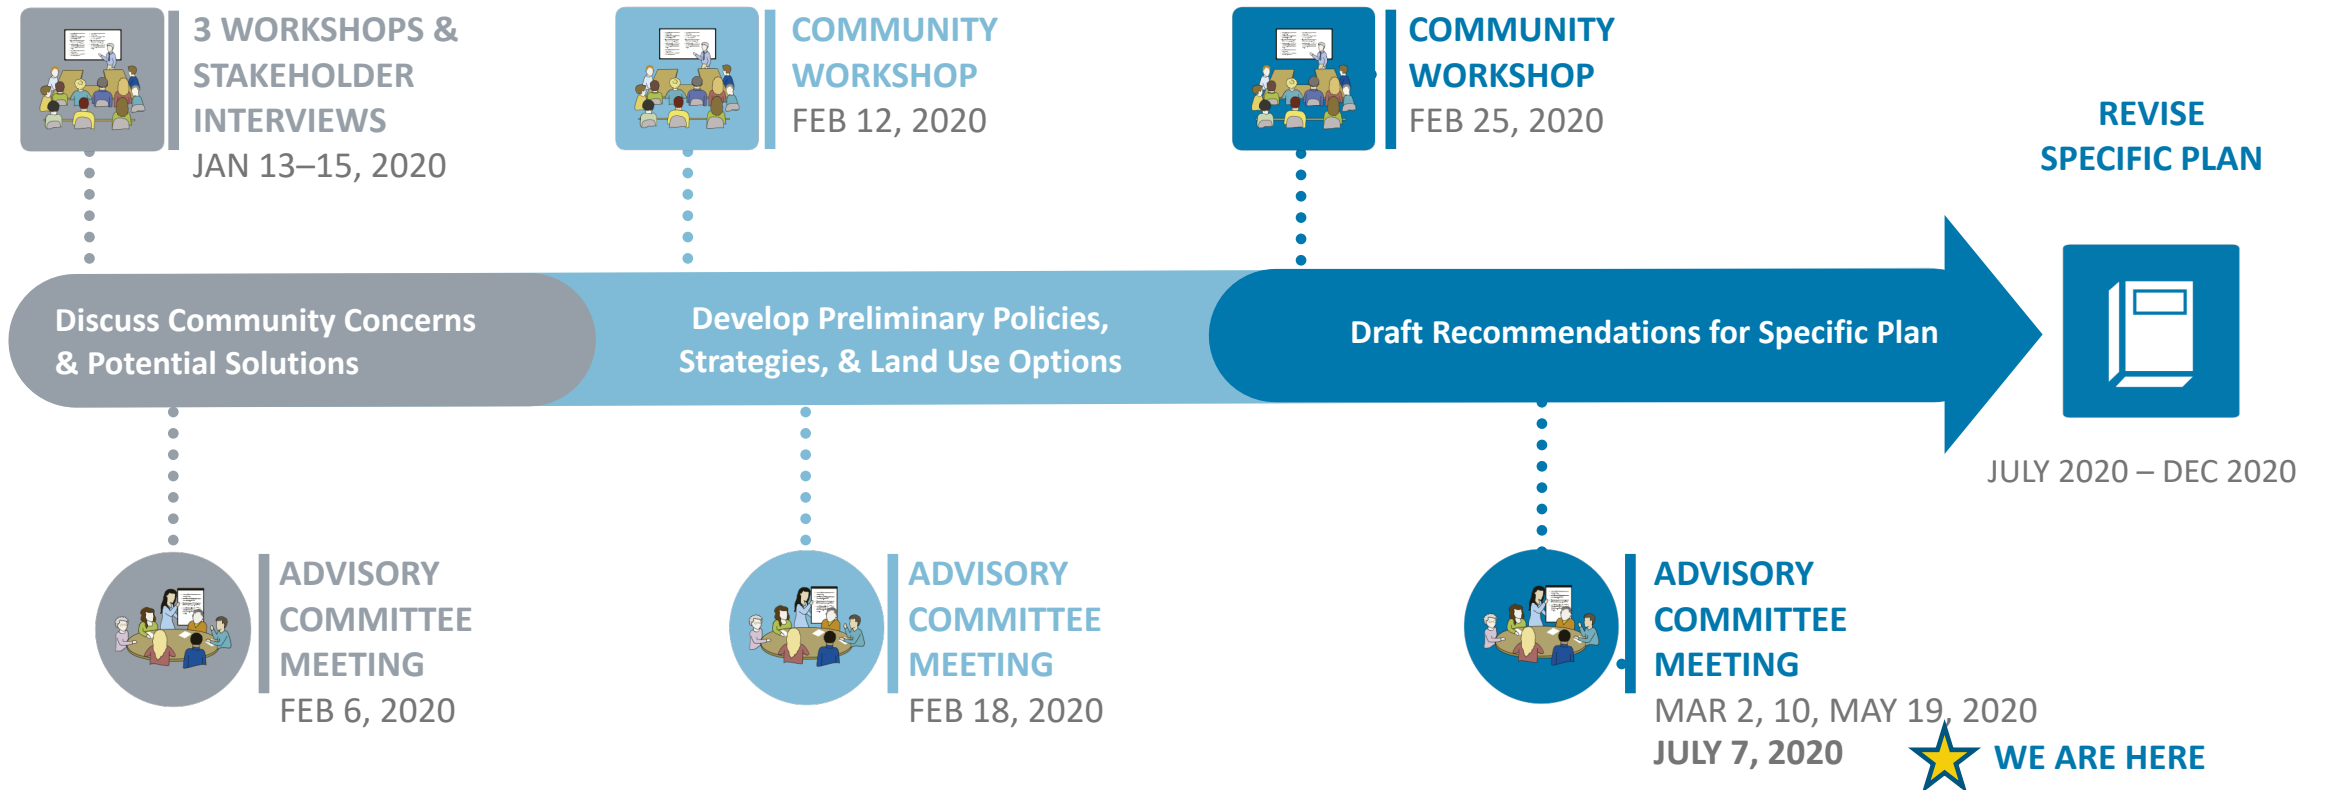 3 WORKSHOPS &
STAKEHOLDER
INTERVIEWS
JAN 13–15, 2020
COMMUNITY
WORKSHOP
FEB 12, 2020
COMMUNITY
WORKSHOP
FEB 25, 2020
REVISE
SPECIFIC PLAN
Discuss Community Concerns
& Potential Solutions
Develop Preliminary Policies,
Strategies, & Land Use Options
Draft Recommendations for Specific Plan
JULY 2020 – DEC 2020
ADVISORY
COMMITTEE
MEETING
FEB 6, 2020
ADVISORY
COMMITTEE
MEETING
FEB 18, 2020
ADVISORY
COMMITTEE
MEETING
MAR 2, 10, MAY 19, 2020
JULY 7, 2020
WE ARE HERE